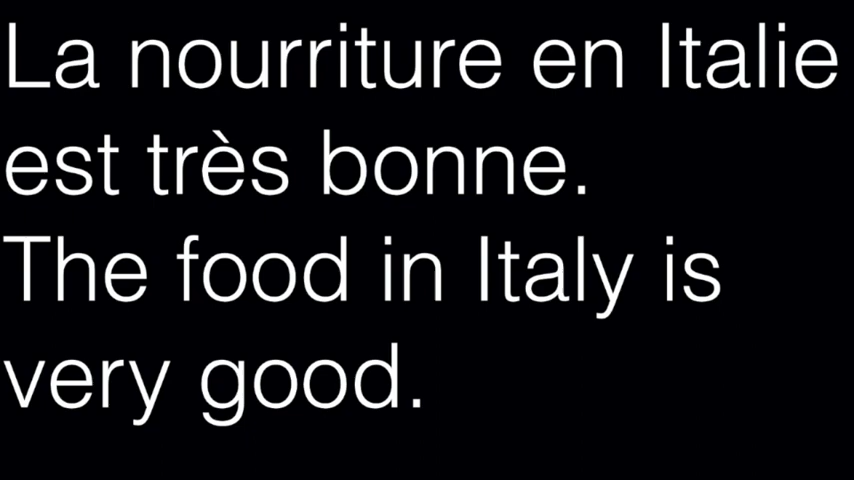 La nourriture en Italie
est très bonne.
The food in Italy is
very good.